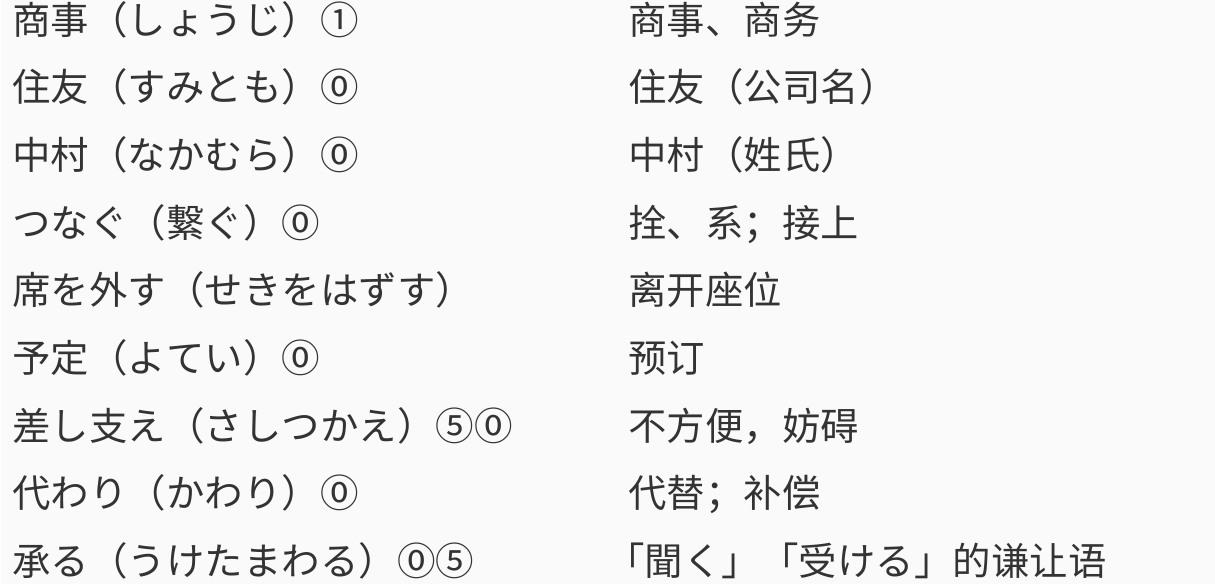 商事（しょうじ）① 商事、商务
住友（すみとも）⓪ 住友（公司名）
中村（なかむら）⓪ 中村（姓氏）
つなぐ（繋ぐ）⓪ 拴、系；接上
席を外す（せきをはずす） 离开座位
予定（よてい）⓪ 预订
差し支え（さしつかえ）⑤⓪ 不方便，妨碍
代わり（かわり）⓪ 代替；补偿
承る（うけたまわる）⓪⑤ 「聞く」「受ける」的谦让语